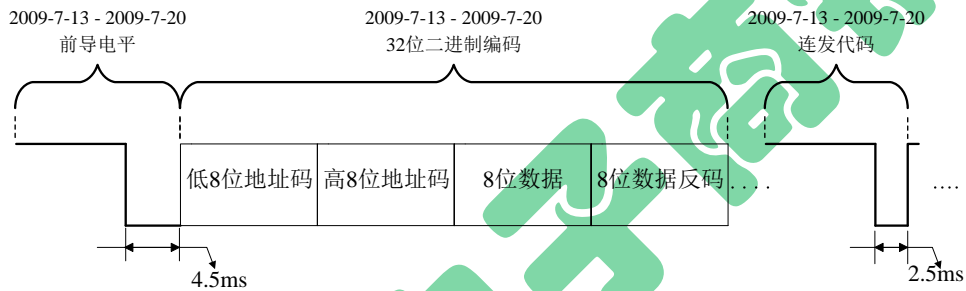 2009-7-13 - 2009-7-20 2009-7-13 - 2009-7-20 2009-7-13 - 2009-7-20
前导电平 32位二进制编码 连发代码
低8位地址码 高8位地址码 8位数据 8位数据反码 .... ....
4.5ms 2.5ms